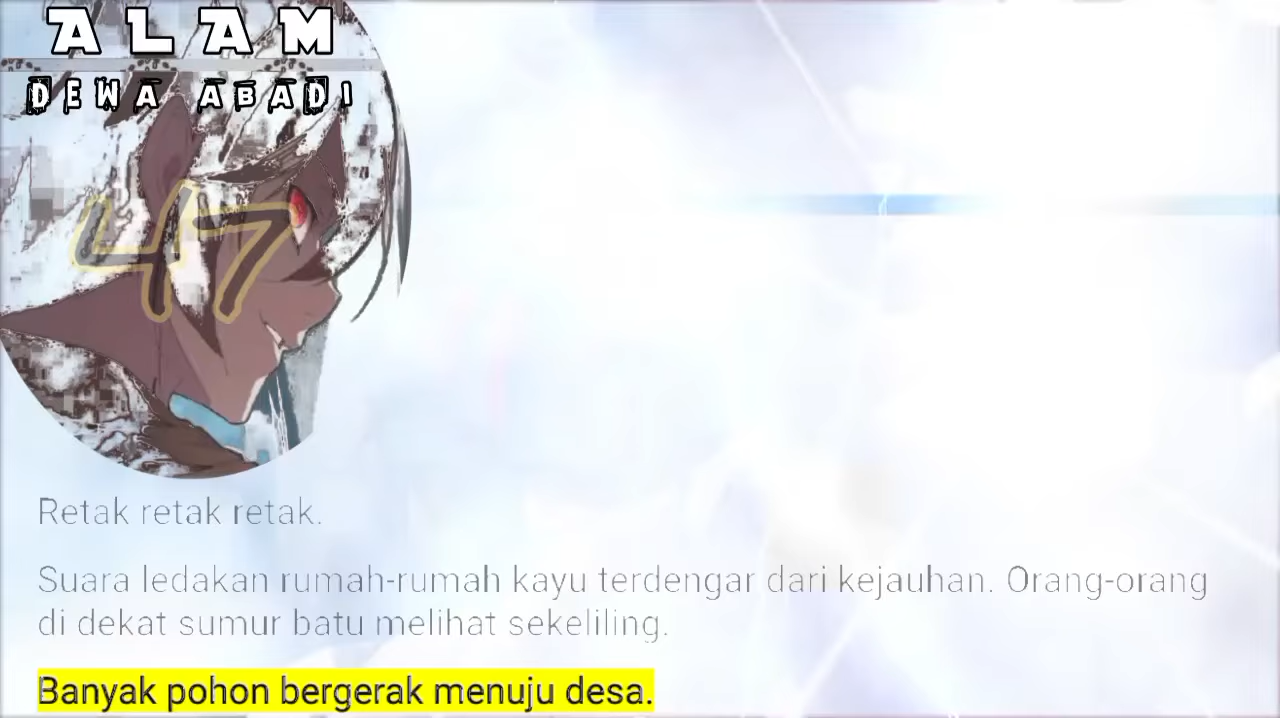 ALAM
DEWA ABADI
47
Retak retak retak.
Suara ledakan rumah-rumah kayu terdengar dari kejauhan. Orang-orang
di dekat sumur batu melihat sekeliling.
Banyak pohon bergerak menuju desa.